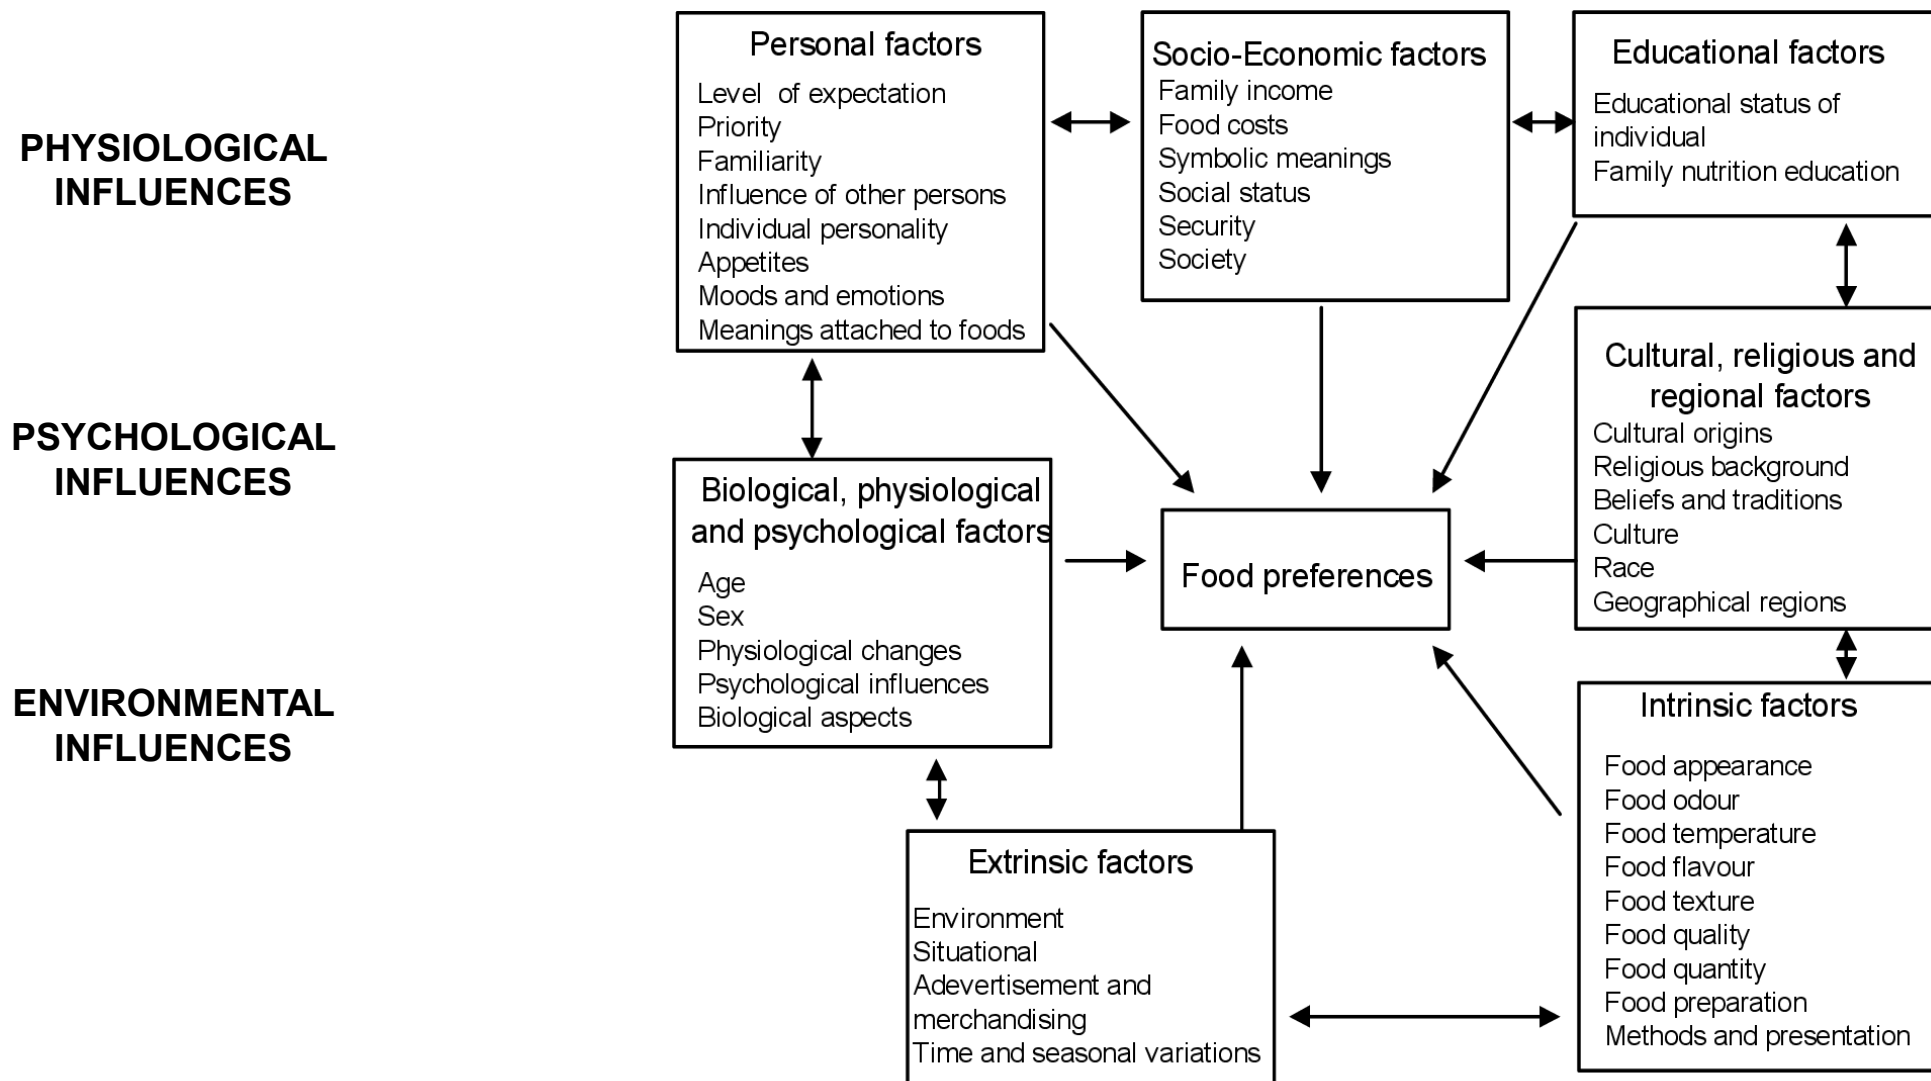 PHYSIOLOGICAL
INFLUENCES
PSYCHOLOGICAL
INFLUENCES
ENVIRONMENTAL
INFLUENCES
Personal factors
Level of expectation
Priority
Familiarity
Influence of other persons
Individual personality
Appetites
Moods and emotions
Meanings attached to foods
Socio-Economic factors
Family income
Food costs
Symbolic meanings
Social status
Security
Society
Educational factors
Educational status of
individual
Family nutrition education
Biological, physiological
and psychological factors
Age
Sex
Physiological changes
Psychological influences
Biological aspects
Food preferences
Cultural, religious and
regional factors
Cultural origins
Religious background
Beliefs and traditions
Culture
Race
Geographical regions
Extrinsic factors
Environment
Situational
Adevertisement and
merchandising
Time and seasonal variations
Intrinsic factors
Food appearance
Food odour
Food temperature
Food flavour
Food texture
Food quality
Food quantity
Food preparation
Methods and presentation